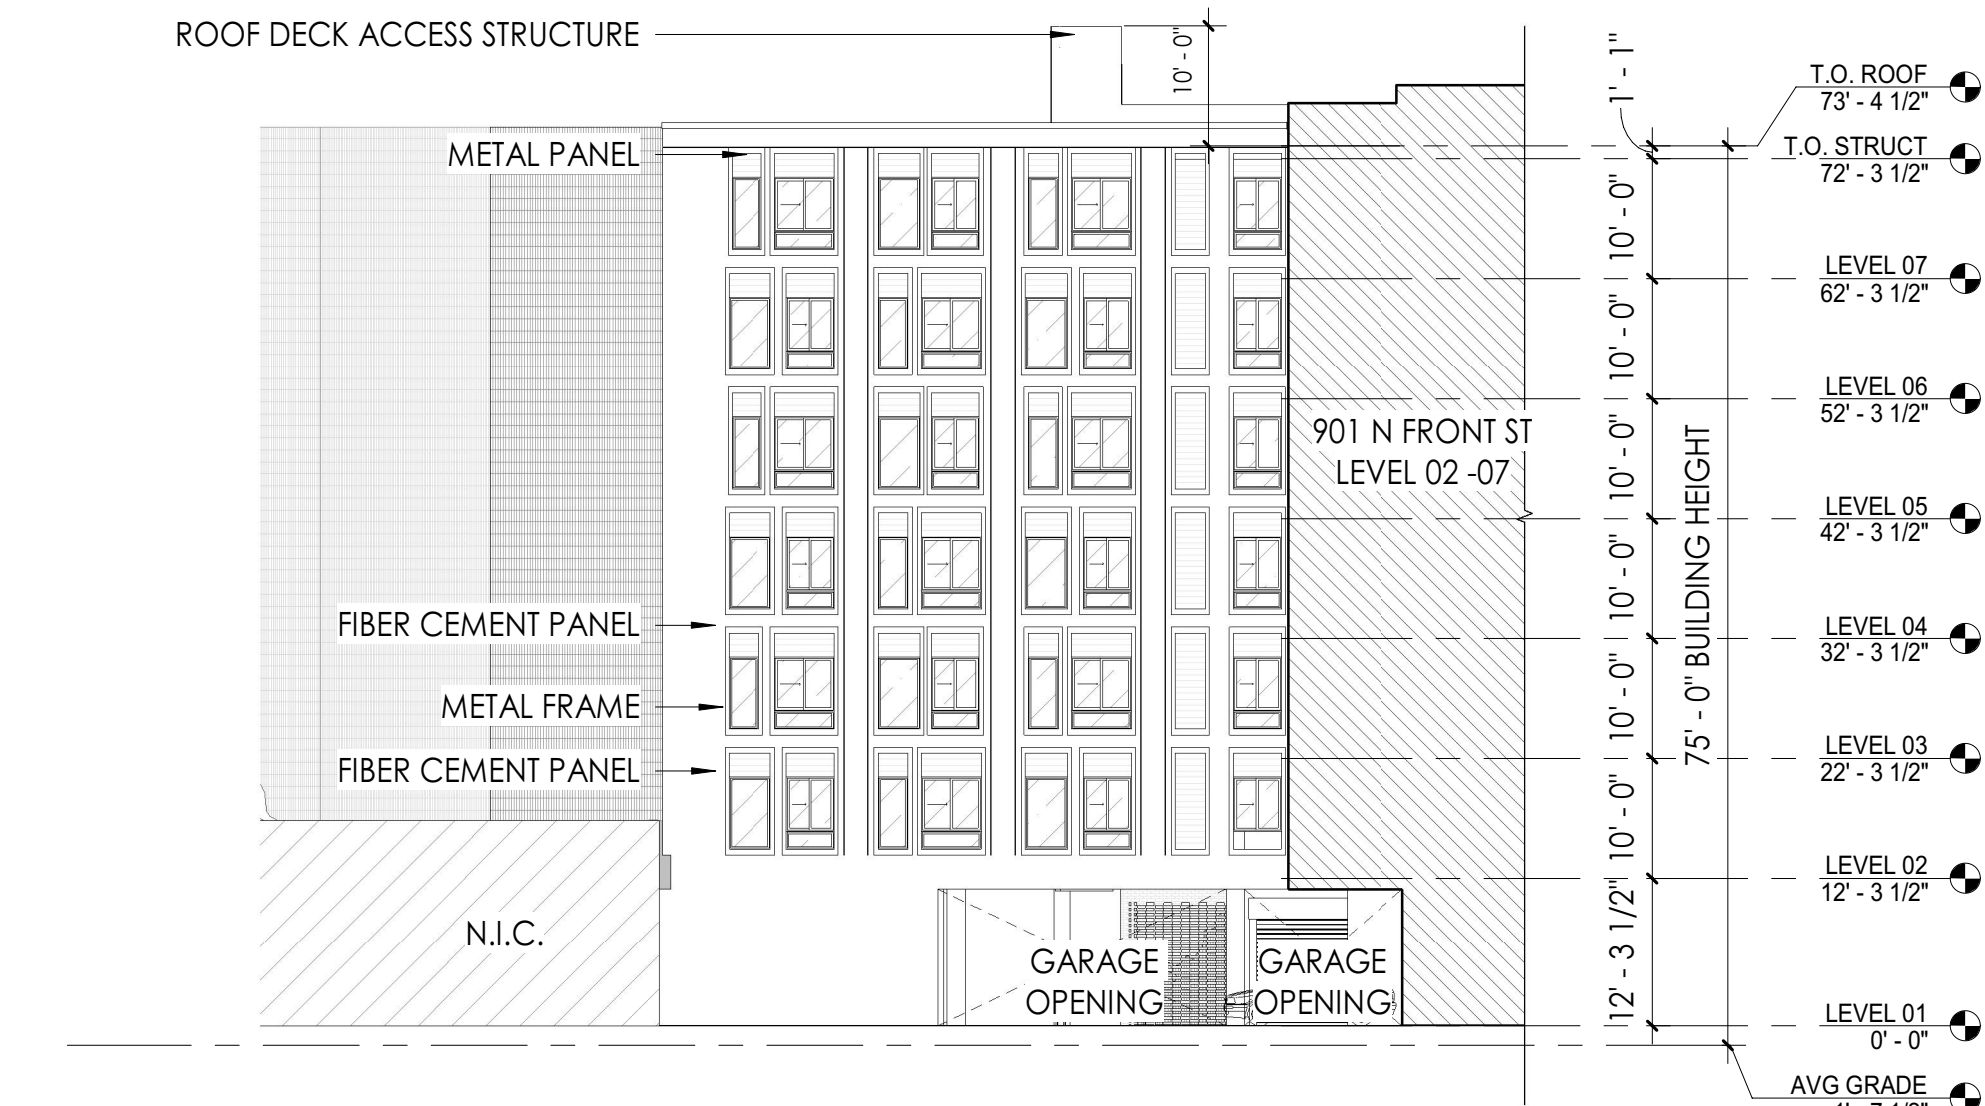 ROOF DECK ACCESS STRUCTURE
10' - 0"
1' - 1"
T.O. ROOF
73' - 4 1/2"
METAL PANEL
T.O. STRUCT
72' - 3 1/2"
10' - 0"
LEVEL 07
62' - 3 1/2"
10' - 0"
LEVEL 06
52' - 3 1/2"
901 N FRONT ST
LEVEL 02 -07
10' - 0"
LEVEL 05
42' - 3 1/2"
10' - 0"
75' - 0" BUILDING HEIGHT
FIBER CEMENT PANEL
LEVEL 04
32' - 3 1/2"
METAL FRAME
10' - 0"
FIBER CEMENT PANEL
LEVEL 03
22' - 3 1/2"
10' - 0"
LEVEL 02
12' - 3 1/2"
N.I.C.
GARAGE
OPENING
GARAGE
OPENING
12' - 3 1/2"
LEVEL 01
0' - 0"
AVG GRADE